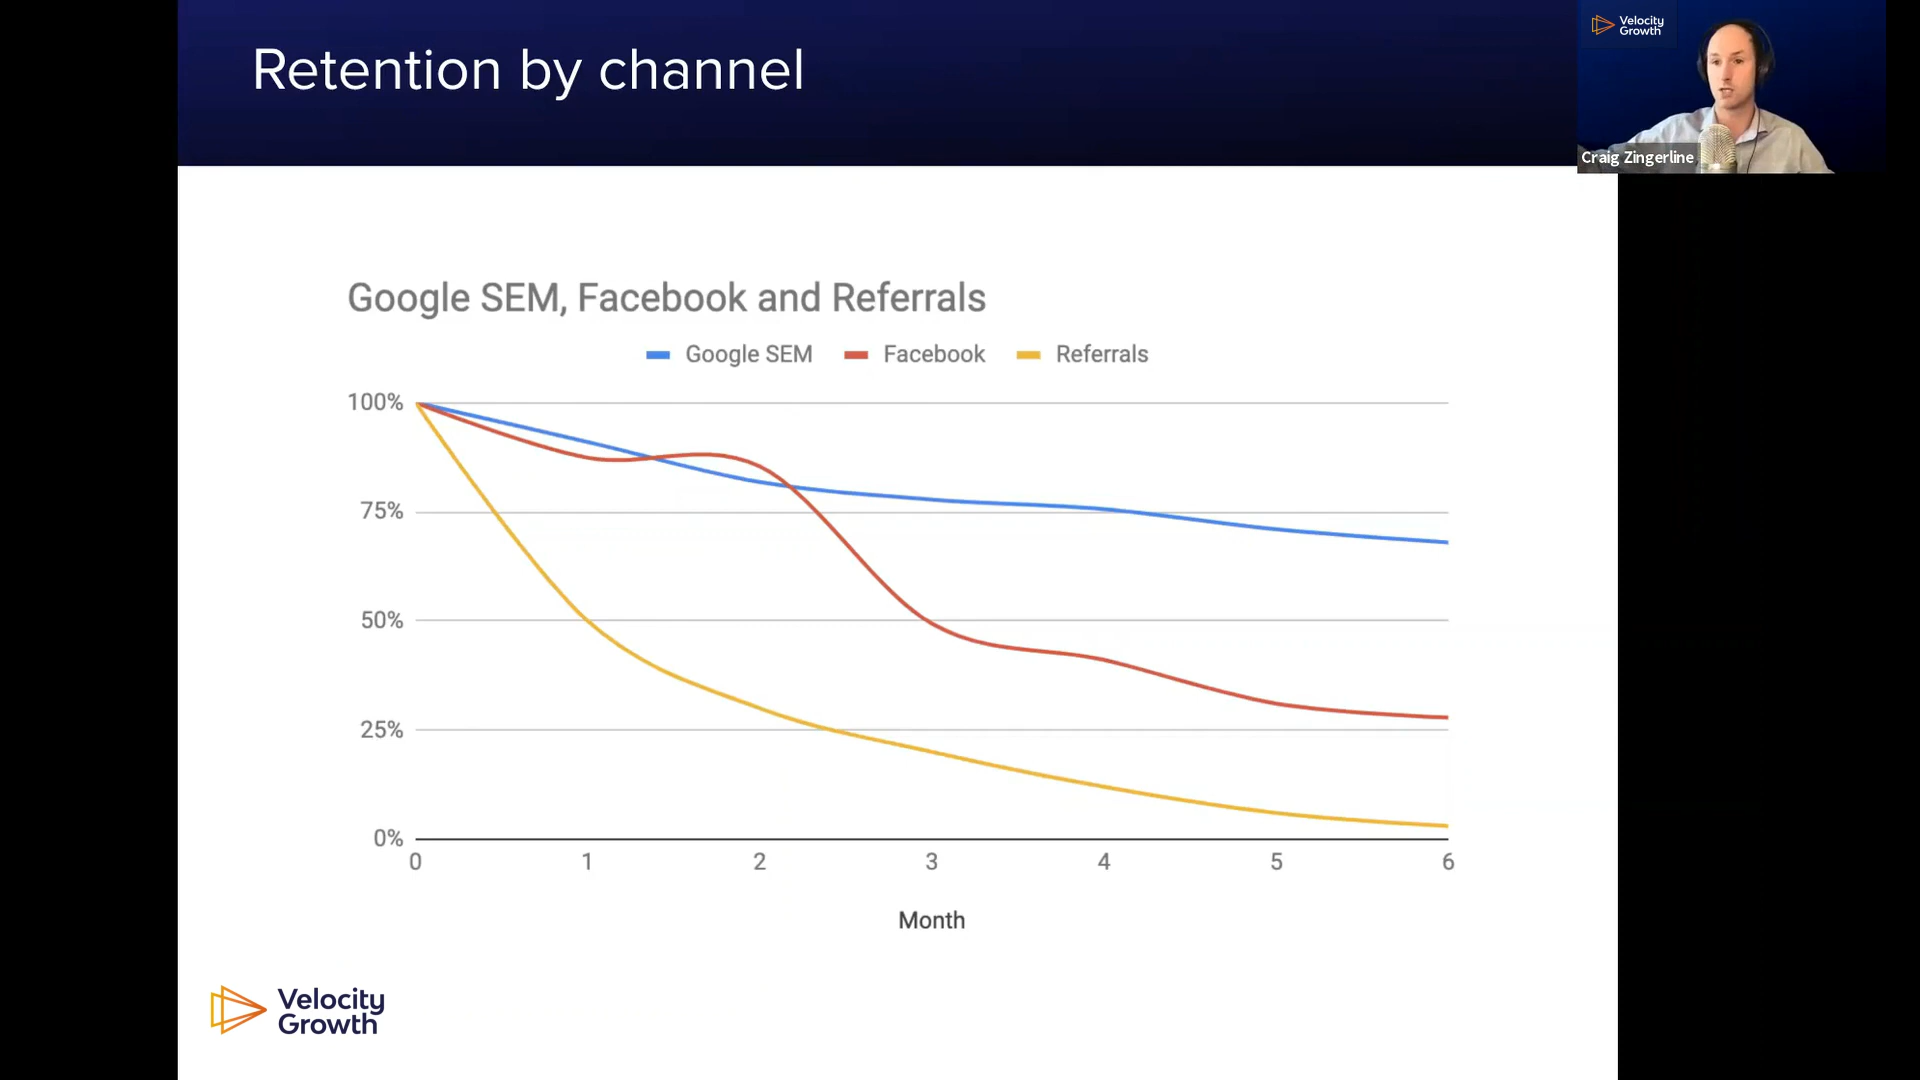 Retention by channel
Velocity
Growth
Craig Zingerline
Google SEM, Facebook and Referrals
Google SEM
Facebook
Referrals
100%
75%
50%
25%
0%
0 1 2 3 4 5 6
Month
Velocity
Growth